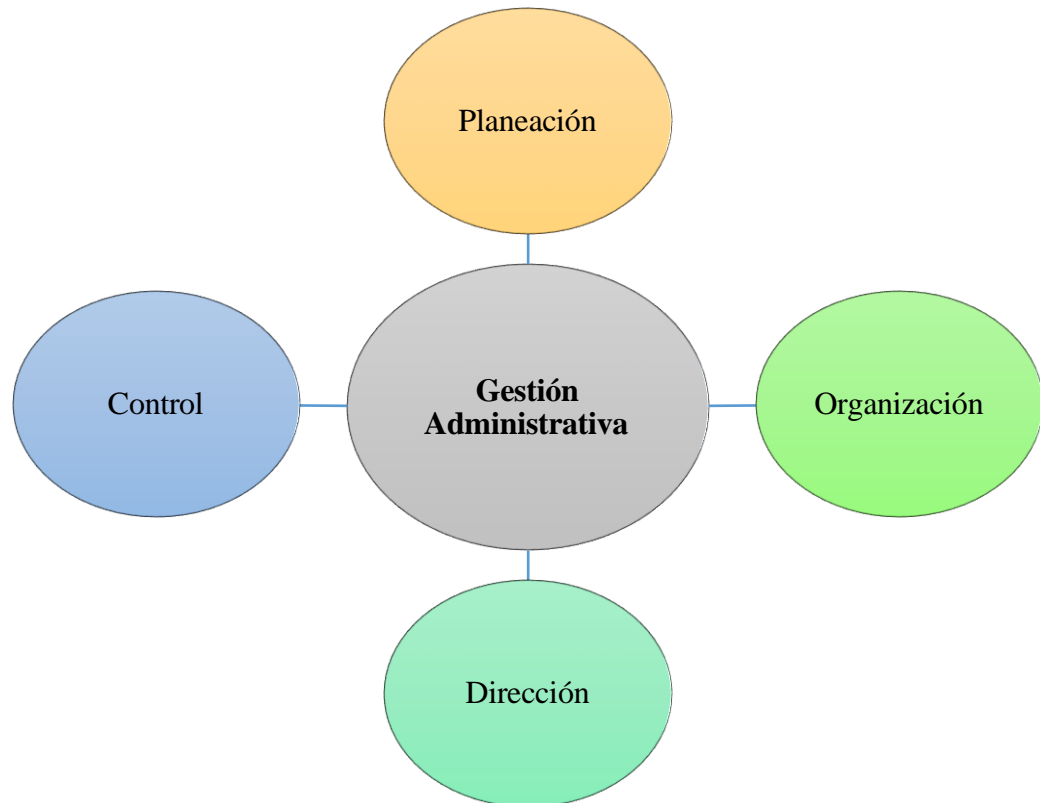 Planeación
Control
Gestión
Administrativa
Organización
Dirección